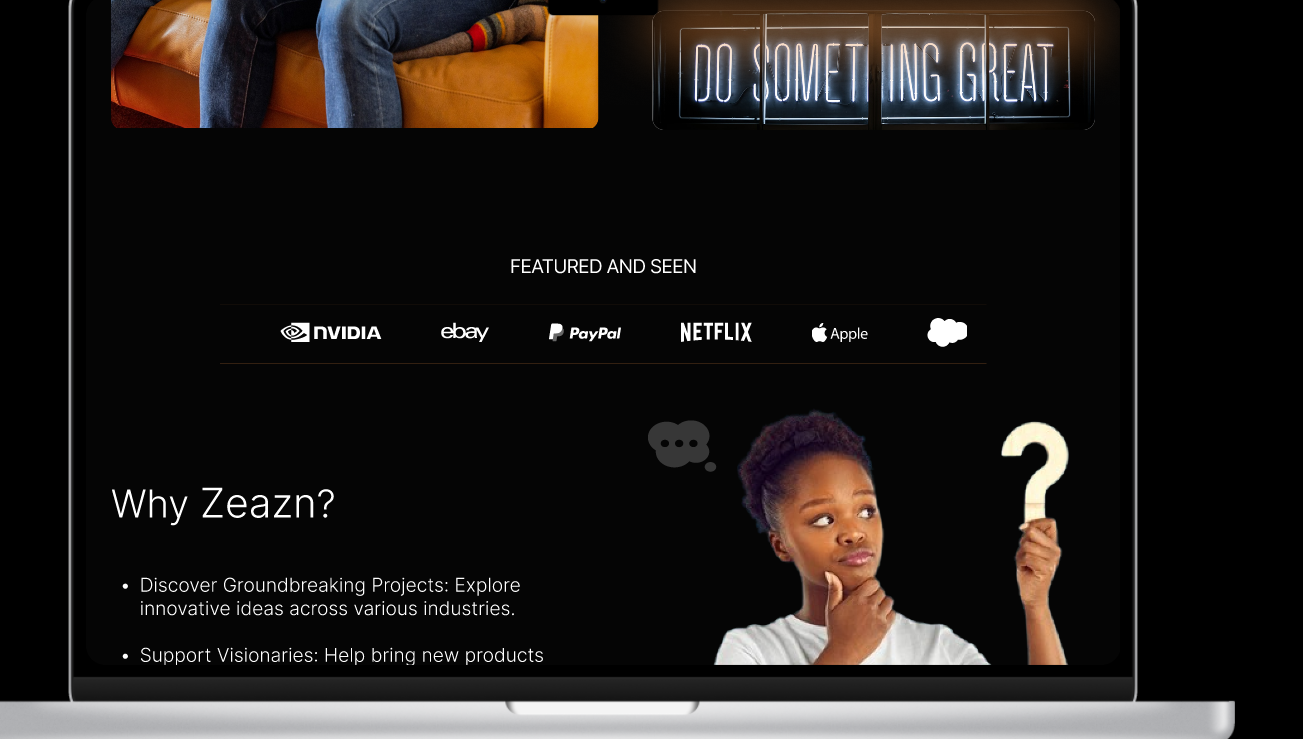 DO SOMETHING GREAT
FEATURED AND SEEN
NVIDIA ebay PayPal NETFLIX Apple
Why Zeazn?
• Discover Groundbreaking Projects: Explore
innovative ideas across various industries.
• Support Visionaries: Help bring new products